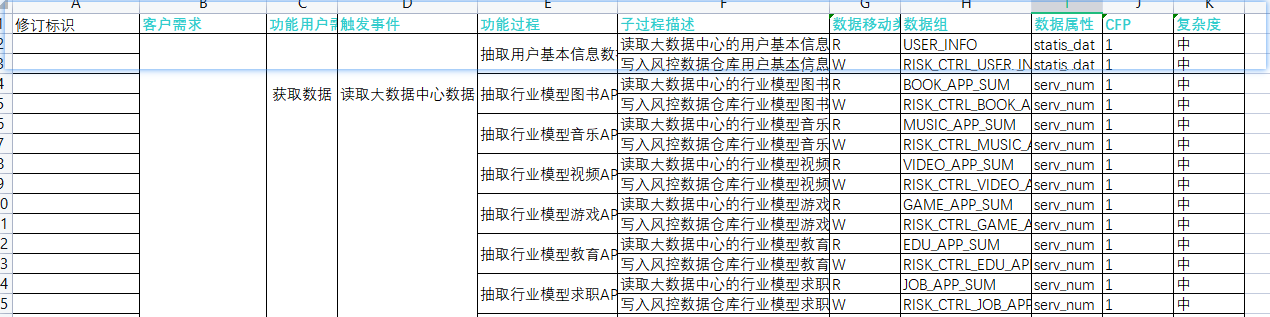 A B C D E F G H I J K
修订标识 客户需求 功能用户需 触发事件 功能过程 子过程描述 数据移动类 数据组 数据属性 CFP 复杂度
抽取用户基本信息数
读取大数据中心的用户基本信息 R USER_INFO statis_dat 1 中
写入风控数据仓库用户基本信息 W RISK_CTRL_USER_IN statis_dat 1 中
获取数据 读取大数据中心数据 抽取行业模型图书AP
读取大数据中心的行业模型图书 R BOOK_APP_SUM serv_num 1 中
写入风控数据仓库行业模型图书 W RISK_CTRL_BOOK_A serv_num 1 中
抽取行业模型音乐AP
读取大数据中心的行业模型音乐 R MUSIC_APP_SUM serv_num 1 中
写入风控数据仓库行业模型音乐 W RISK_CTRL_MUSIC_A serv_num 1 中
抽取行业模型视频AP
读取大数据中心的行业模型视频 R VIDEO_APP_SUM serv_num 1 中
写入风控数据仓库行业模型视频 W RISK_CTRL_VIDEO_A serv_num 1 中
抽取行业模型游戏AP
读取大数据中心的行业模型游戏 R GAME_APP_SUM serv_num 1 中
写入风控数据仓库行业模型游戏 W RISK_CTRL_GAME_A serv_num 1 中
抽取行业模型教育AP
读取大数据中心的行业模型教育 R EDU_APP_SUM serv_num 1 中
写入风控数据仓库行业模型教育 W RISK_CTRL_EDU_APP serv_num 1 中
抽取行业模型求职AP
读取大数据中心的行业模型求职 R JOB_APP_SUM serv_num 1 中
写入风控数据仓库行业模型求职 W RISK_CTRL_JOB_APP serv_num 1 中